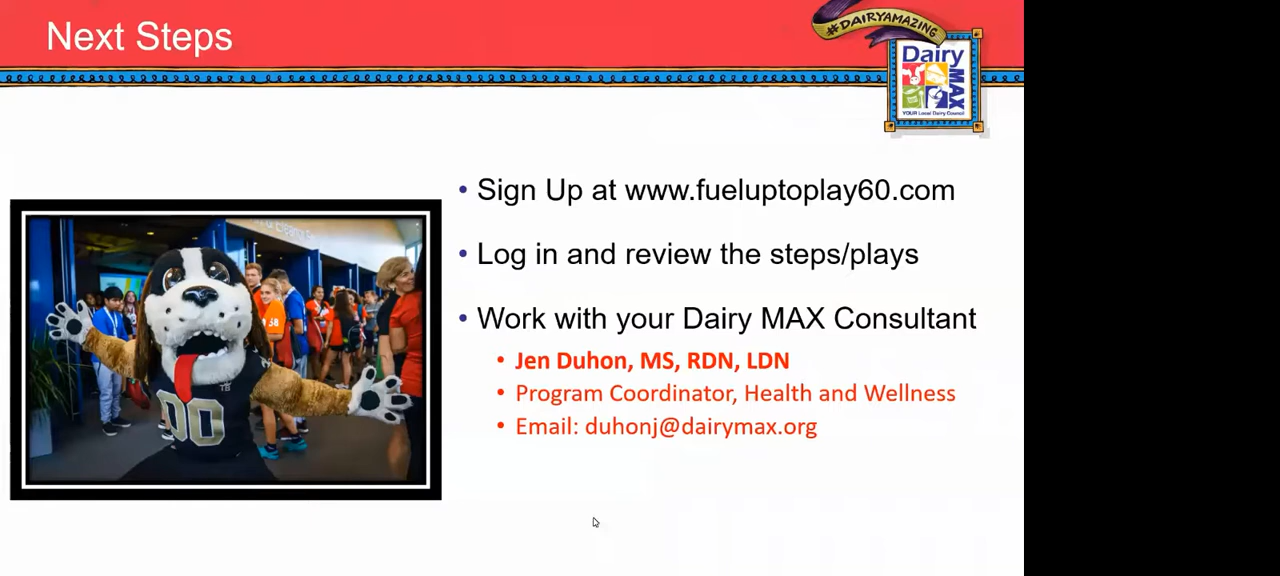 Next Steps
#DAIRYAMAZING
Dairy
MAX
YOUR Local Dairy Council
• Sign Up at www.fueluptoplay60.com
• Log in and review the steps/plays
• Work with your Dairy MAX Consultant
• Jen Duhon, MS, RDN, LDN
• Program Coordinator, Health and Wellness
• Email: duhonj@dairymax.org
TB
00